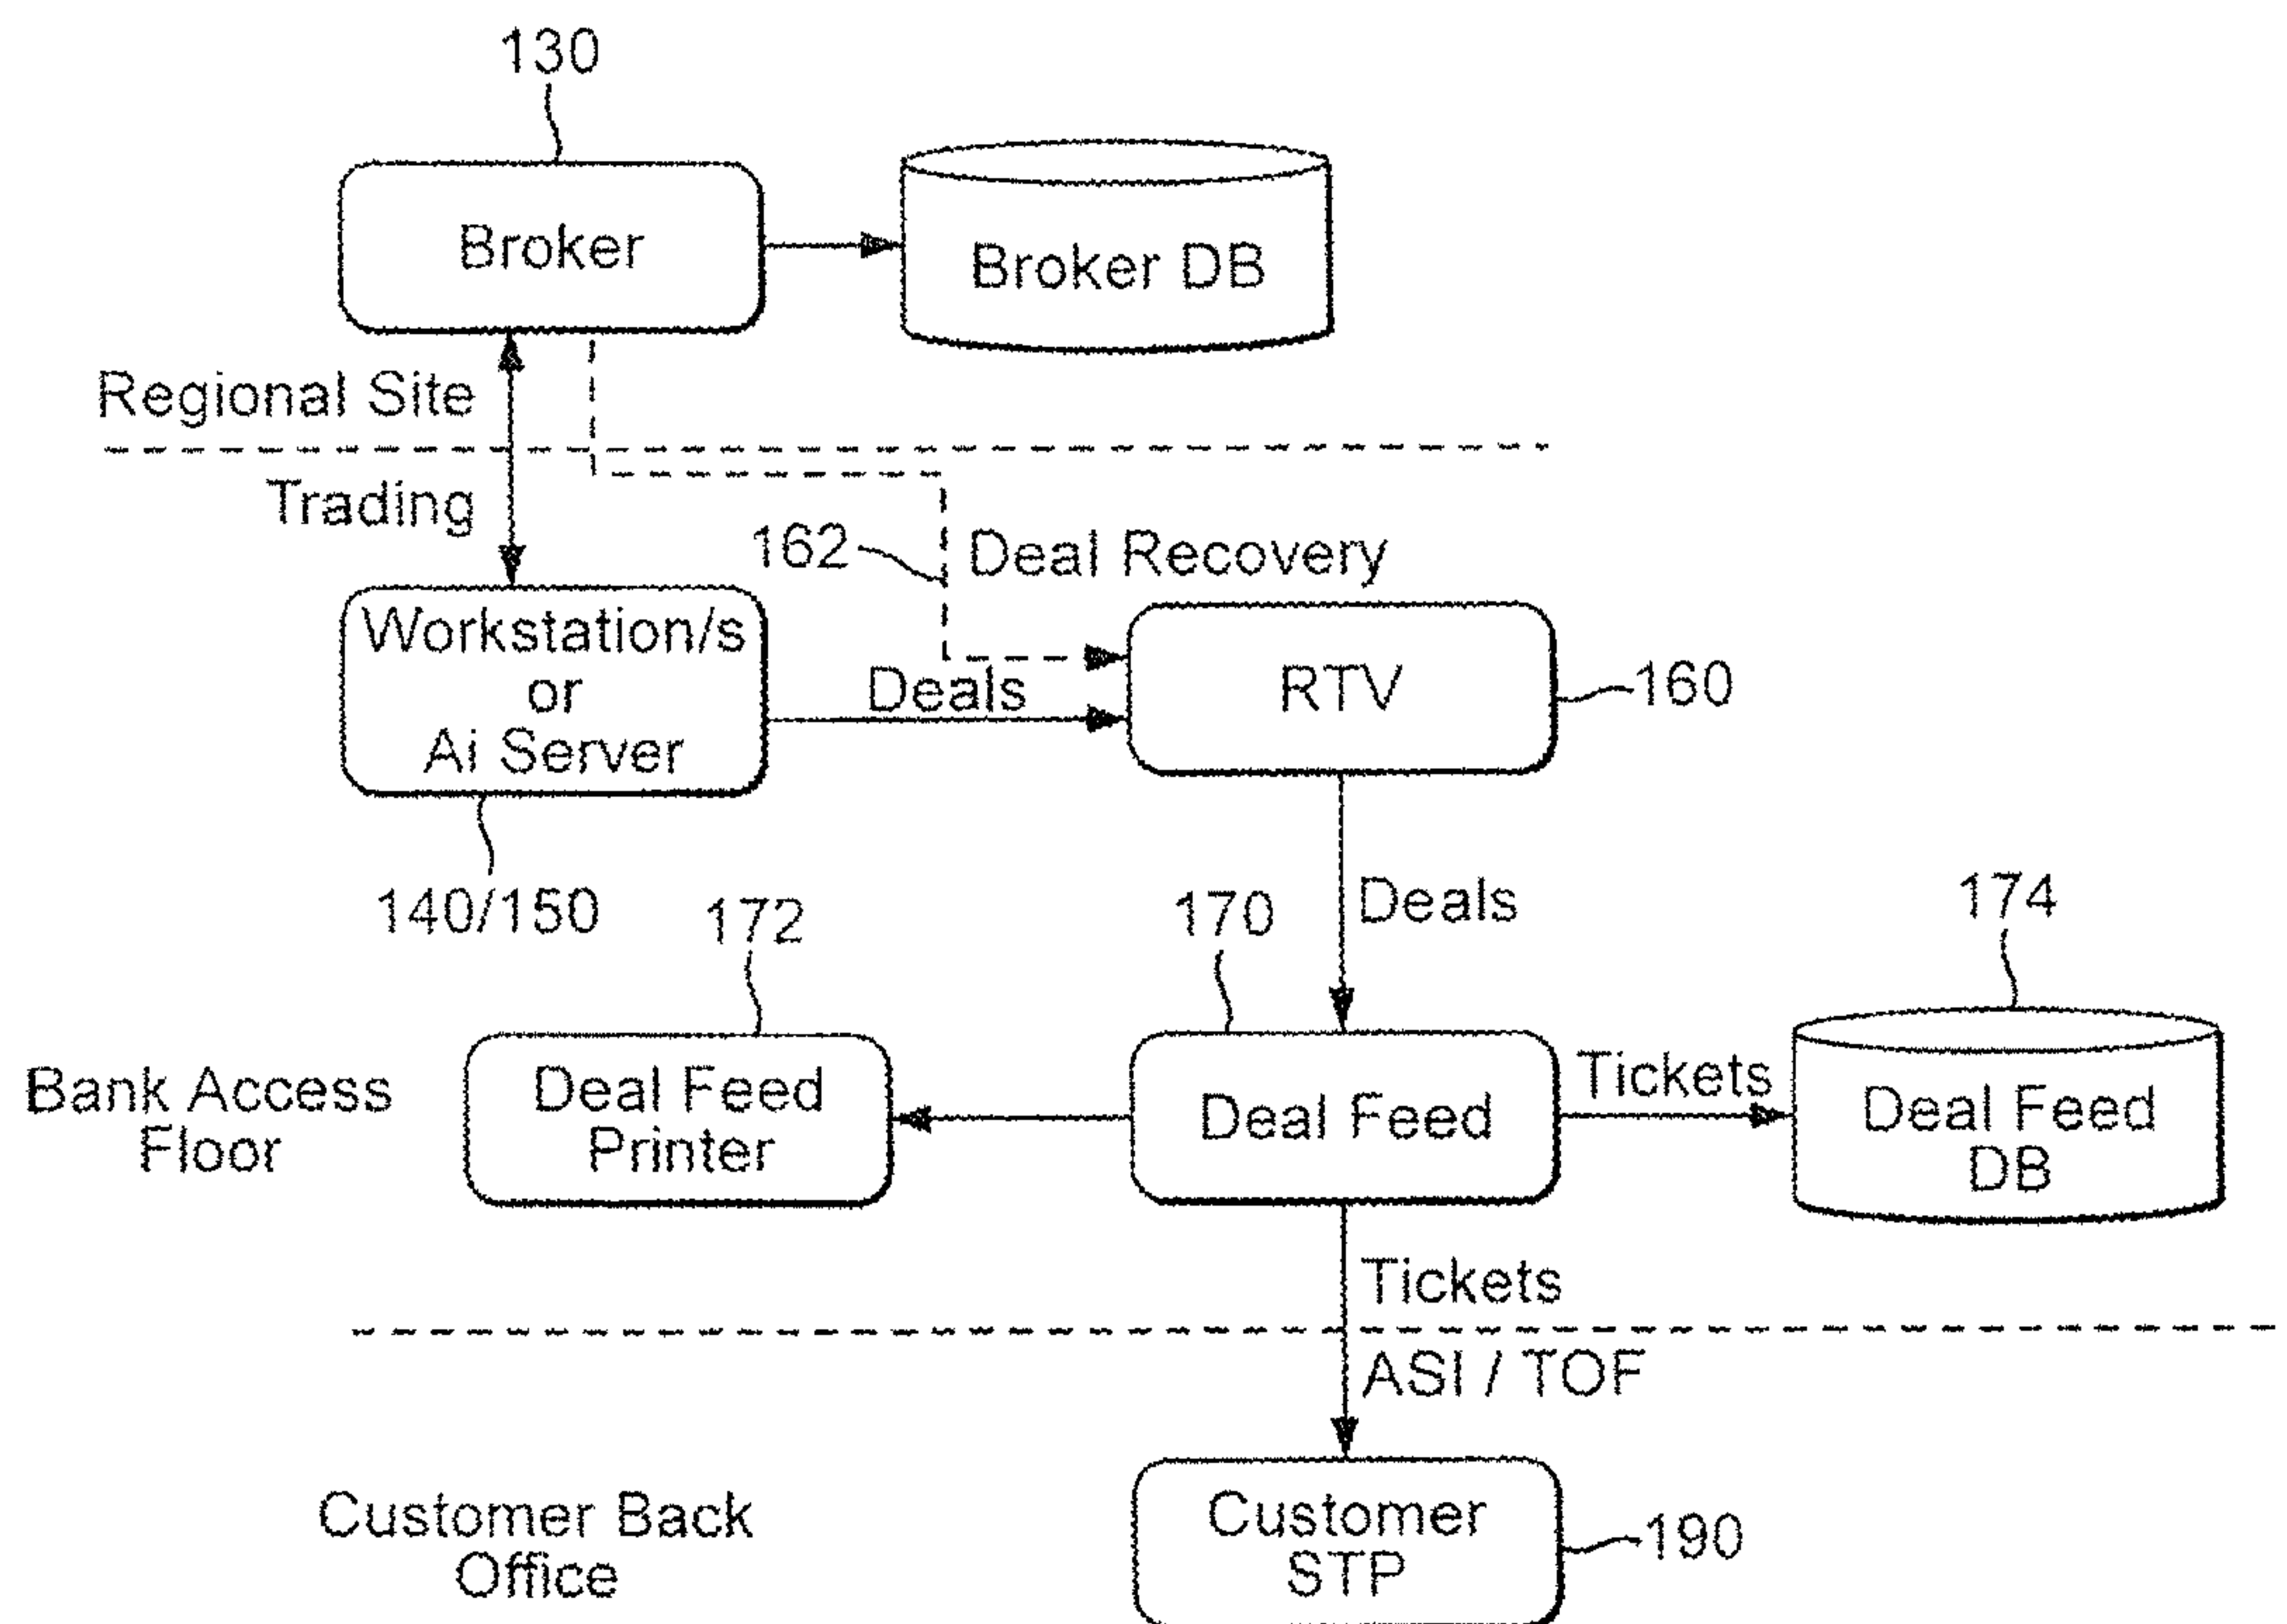 130
Broker
Broker DB
Regional Site
Trading
162
Deal Recovery
Workstation/s
or
Ai Server
Deals
RTV
160
140/150
172
170
Deals
174
Bank Access
Floor
Deal Feed
Printer
Deal Feed
Tickets
Deal Feed
DB
Tickets
ASI / TOF
Customer Back
Office
Customer
STP
190